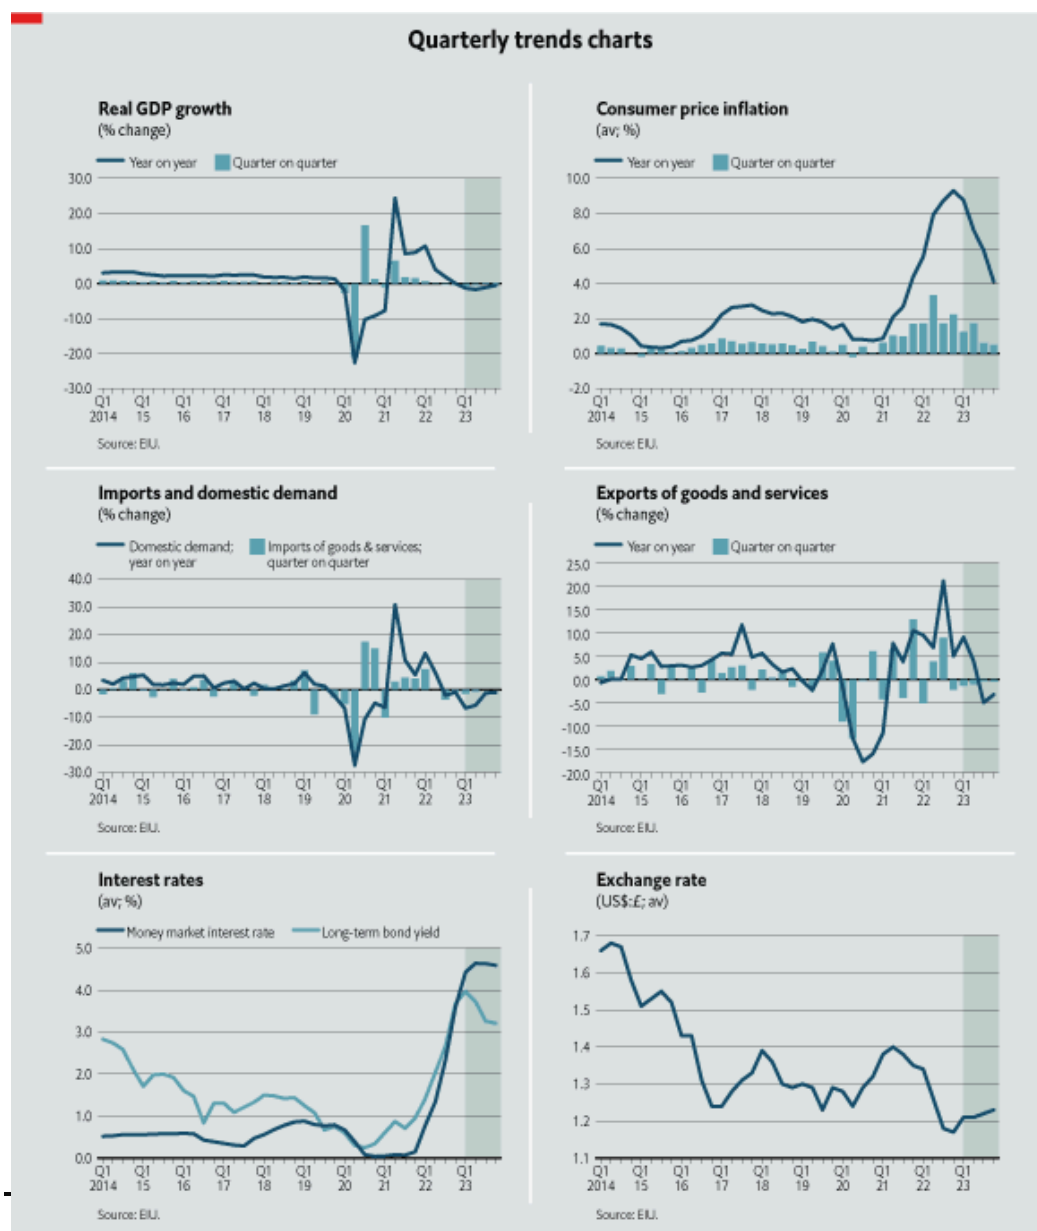 Quarterly trends charts
Real GDP growth
(% change)
Year on year Quarter on quarter
30.0
20.0
10.0
0.0
-10.0
-20.0
-30.0
Q1 Q1 Q1 Q1 Q1 Q1 Q1 Q1 Q1 Q1
2014 15 16 17 18 19 20 21 22 23
Source: EIU.
Consumer price inflation
(av; %)
Year on year Quarter on quarter
10.0
8.0
6.0
4.0
2.0
0.0
-2.0
Q1 Q1 Q1 Q1 Q1 Q1 Q1 Q1 Q1 Q1
2014 15 16 17 18 19 20 21 22 23
Source: EIU.
Imports and domestic demand
(% change)
Domestic demand; Imports of goods & services;
year on year quarter on quarter
40.0
30.0
20.0
10.0
0.0
-10.0
-20.0
-30.0
Q1 Q1 Q1 Q1 Q1 Q1 Q1 Q1 Q1 Q1
2014 15 16 17 18 19 20 21 22 23
Source: EIU.
Exports of goods and services
(% change)
Year on year Quarter on quarter
25.0
20.0
15.0
10.0
5.0
0.0
-5.0
-10.0
-15.0
-20.0
Q1 Q1 Q1 Q1 Q1 Q1 Q1 Q1 Q1 Q1
2014 15 16 17 18 19 20 21 22 23
Source: EIU.
Interest rates
(av; %)
Money market interest rate Long-term bond yield
5.0
4.0
3.0
2.0
1.0
0.0
Q1 Q1 Q1 Q1 Q1 Q1 Q1 Q1 Q1 Q1
2014 15 16 17 18 19 20 21 22 23
Source: EIU.
Exchange rate
(US$:£; av)
1.7
1.6
1.5
1.4
1.3
1.2
1.1
Q1 Q1 Q1 Q1 Q1 Q1 Q1 Q1 Q1 Q1
2014 15 16 17 18 19 20 21 22 23
Source: EIU.